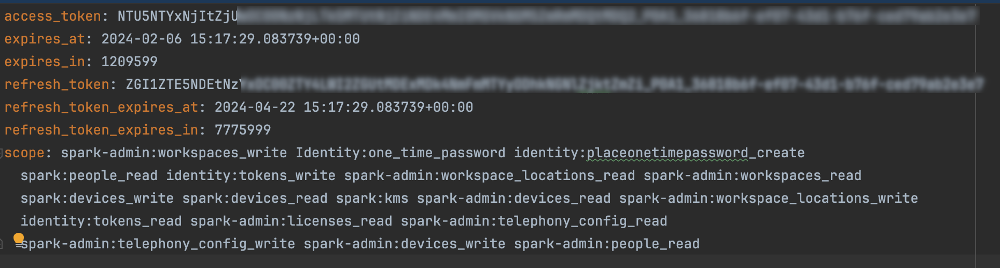 access_token: NTU5NTYxNjItZjU
expires_at: 2024-02-06 15:17:29.083739+00:00
expires_in: 1209599
refresh_token: ZGI1ZTE5NDEtNzY
refresh_token_expires_at: 2024-04-22 15:17:29.083739+00:00
refresh_token_expires_in: 7775999
scope: spark-admin:workspaces_write Identity:one_time_password identity:placeonetimepassword_create
spark:people_read identity:tokens_write spark-admin:workspace_locations_read spark-admin:workspaces_read
spark:devices_write spark:devices_read spark:kms spark-admin:devices_read spark-admin:workspace_locations_write
identity:tokens_read spark-admin:licenses_read spark-admin:telephony_config_read
spark-admin:telephony_config_write spark-admin:devices_write spark-admin:people_read